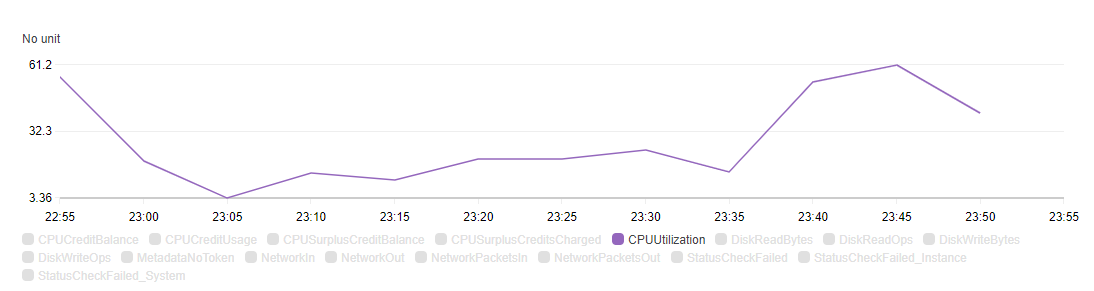 No unit
61.2
32.3
3.36
22:55 23:00 23:05 23:10 23:15 23:20 23:25 23:30 23:35 23:40 23:45 23:50 23:55
CPUCreditBalance CPUCreditUsage CPUSurplusCreditBalance CPUSurplusCreditsCharged CPUUtilization DiskReadBytes DiskReadOps DiskWriteBytes
DiskWriteOps MetadataNoToken NetworkIn NetworkOut NetworkPacketsIn NetworkPacketsOut StatusCheckFailed StatusCheckFailed_Instance
StatusCheckFailed_System